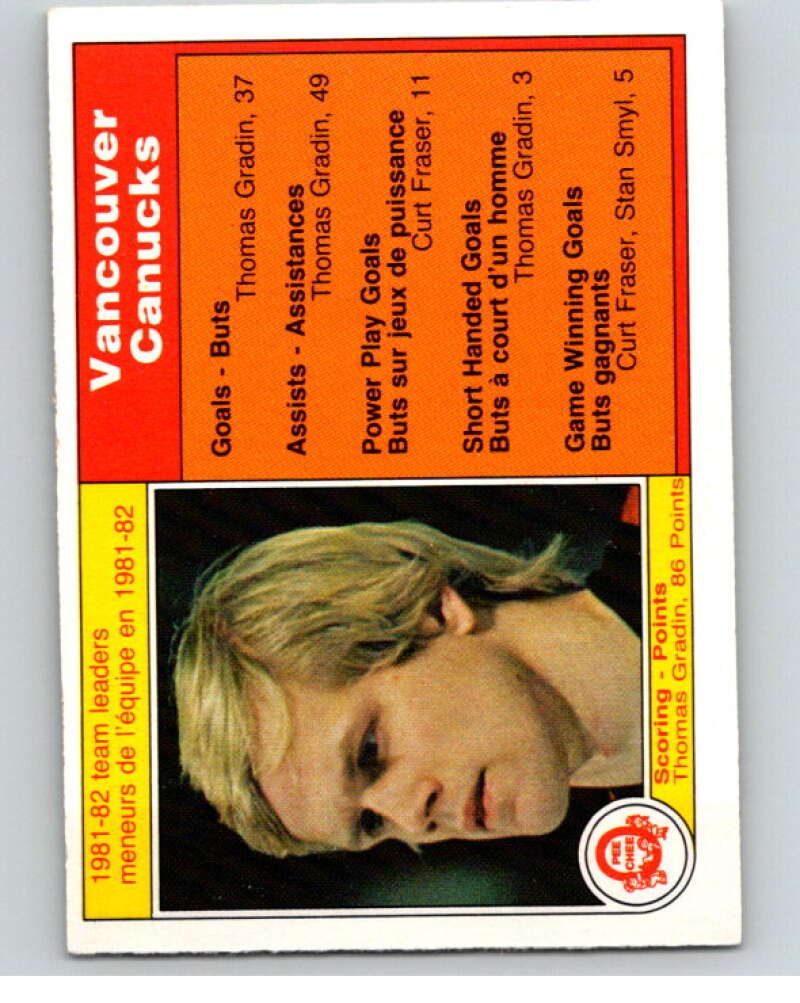 1981-82 team leaders
meneurs de l'équipe en 1981-82
Vancouver
Canucks
Goals - Buts
Thomas Gradin, 37
Assists - Assistances
Thomas Gradin, 49
Power Play Goals
Buts sur jeux de puissance
Curt Fraser, 11
Short Handed Goals
Buts à court d'un homme
Thomas Gradin, 3
Game Winning Goals
Buts gagnants
Curt Fraser, Stan Smyl, 5
Scoring - Points
Thomas Gradin, 86 Points
O
PEE
CHEE